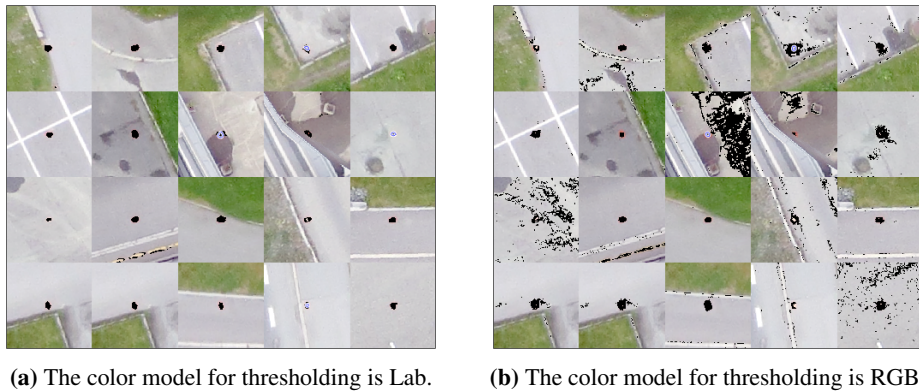 (a) The color model for thresholding is Lab.
(b) The color model for thresholding is RGB